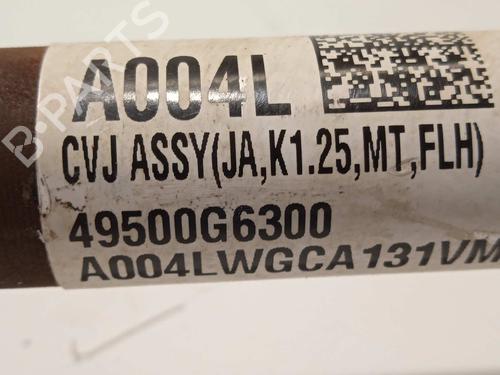 B-PARTS
A004L
CVJ ASSY(JA,K1.25,MT,FLH)
49500G6300
A004LWGCA131VM